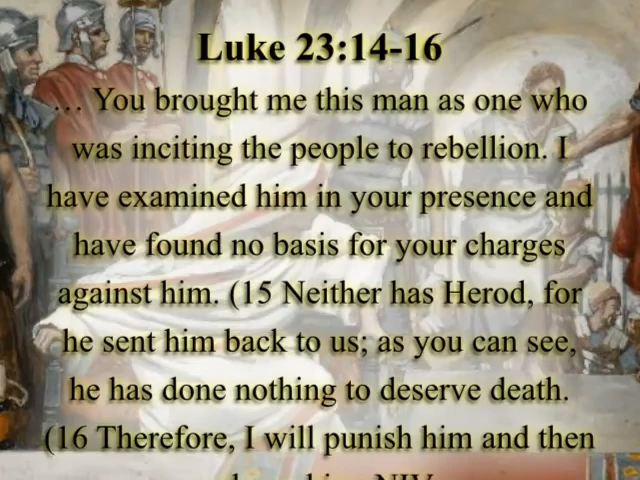 Luke 23:14-16
… You brought me this man as one who
was inciting the people to rebellion. I
have examined him in your presence and
have found no basis for your charges
against him. (15 Neither has Herod, for
he sent him back to us; as you can see,
he has done nothing to deserve death.
(16 Therefore, I will punish him and then
NIV